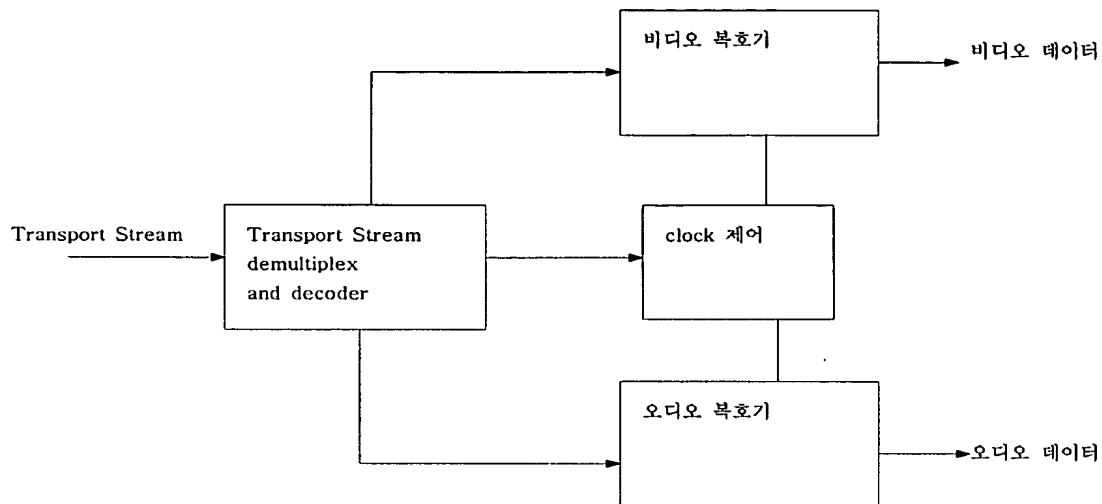 비디오 복호기
비디오 데이터
Transport Stream
Transport Stream
demultiplex
and decoder
clock 제어
오디오 복호기
오디오 데이터